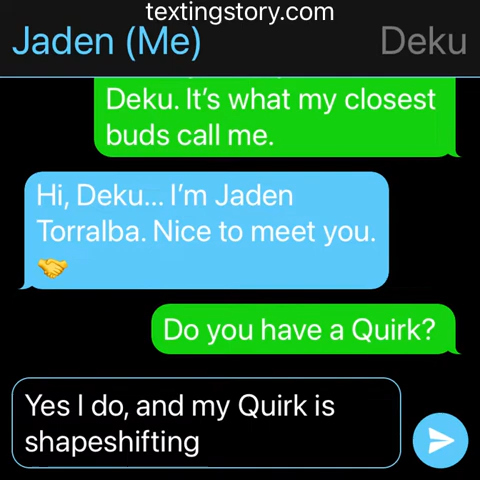 textingstory.com
Jaden (Me) Deku
Deku. It’s what my closest
buds call me.
Hi, Deku... I’m Jaden
Torralba. Nice to meet you.
🤝
Do you have a Quirk?
Yes I do, and my Quirk is
shapeshifting